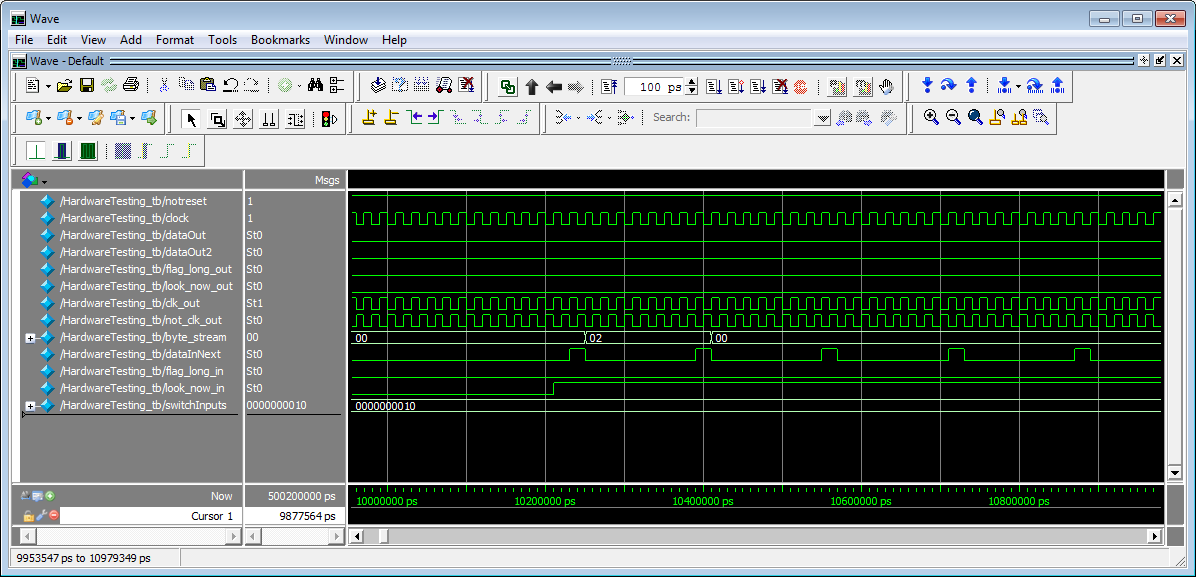 Wave
File Edit View Add Format Tools Bookmarks Window Help
Wave - Default
100 ps
Search:
Msgs
/HardwareTesting_tb/notreset 1
/HardwareTesting_tb/clock 1
/HardwareTesting_tb/dataOut St0
/HardwareTesting_tb/dataOut2 St0
/HardwareTesting_tb/flag_long_out St0
/HardwareTesting_tb/look_now_out St0
/HardwareTesting_tb/clk_out St1
/HardwareTesting_tb/not_clk_out St0
/HardwareTesting_tb/byte_stream 00 00 02 00
/HardwareTesting_tb/dataInNext St0
/HardwareTesting_tb/flag_long_in St0
/HardwareTesting_tb/look_now_in St0
/HardwareTesting_tb/switchInputs 0000000010 0000000010
Now 500200000 ps 10000000 ps 10200000 ps 10400000 ps 10600000 ps 10800000 ps
Cursor 1 9877564 ps
9953547 ps to 10979349 ps